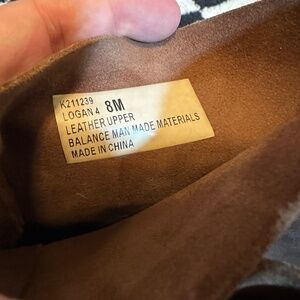 K211239
LOGAN 4 8M
LEATHER UPPER
BALANCE MAN MADE MATERIALS
MADE IN CHINA